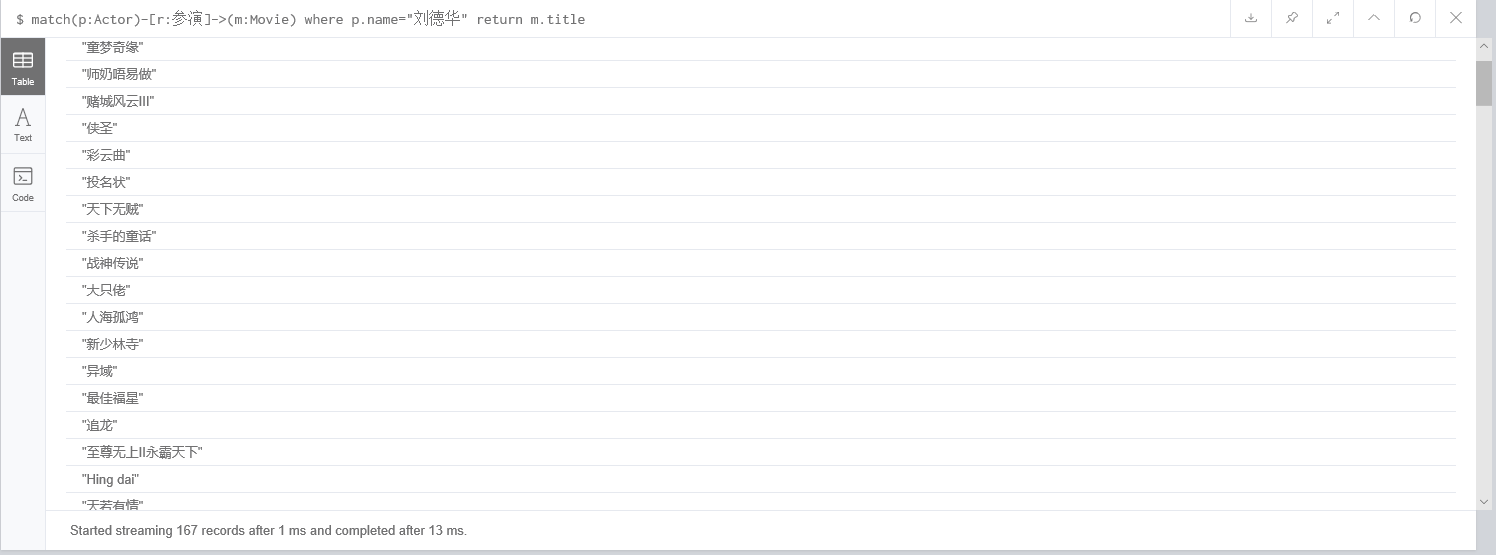 $ match(p:Actor)-[r:参演]->(m:Movie) where p.name="刘德华" return m.title
"童梦奇缘"
Table
"师奶唔易做"
"赌城风云III"
Text
"侠圣"
"彩云曲"
"投名状"
Code
"天下无贼"
"杀手的童话"
"战神传说"
"大只佬"
"人海孤鸿"
"新少林寺"
"异域"
"最佳福星"
"追龙"
"至尊无上II永霸天下"
"Hing dai"
"天若有情"
Started streaming 167 records after 1 ms and completed after 13 ms.